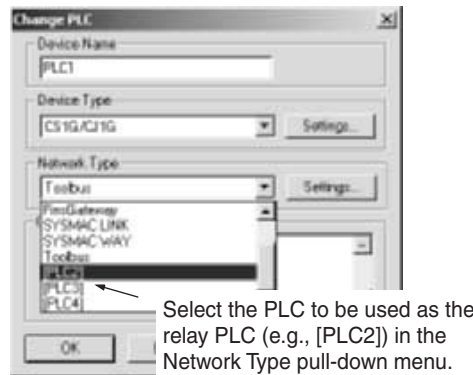 Change PLC
Device Name
PLC1
Device Type
CS1G/CJ1G
Settings...
Network Type
Toolbus
Settings...
FinsGateway
SYSMAC LINK
SYSMAC WAY
Toolbus
[PLC2]
[PLC3]
[PLC4]
Select the PLC to be used as the
relay PLC (e.g., [PLC2]) in the
Network Type pull-down menu.
OK